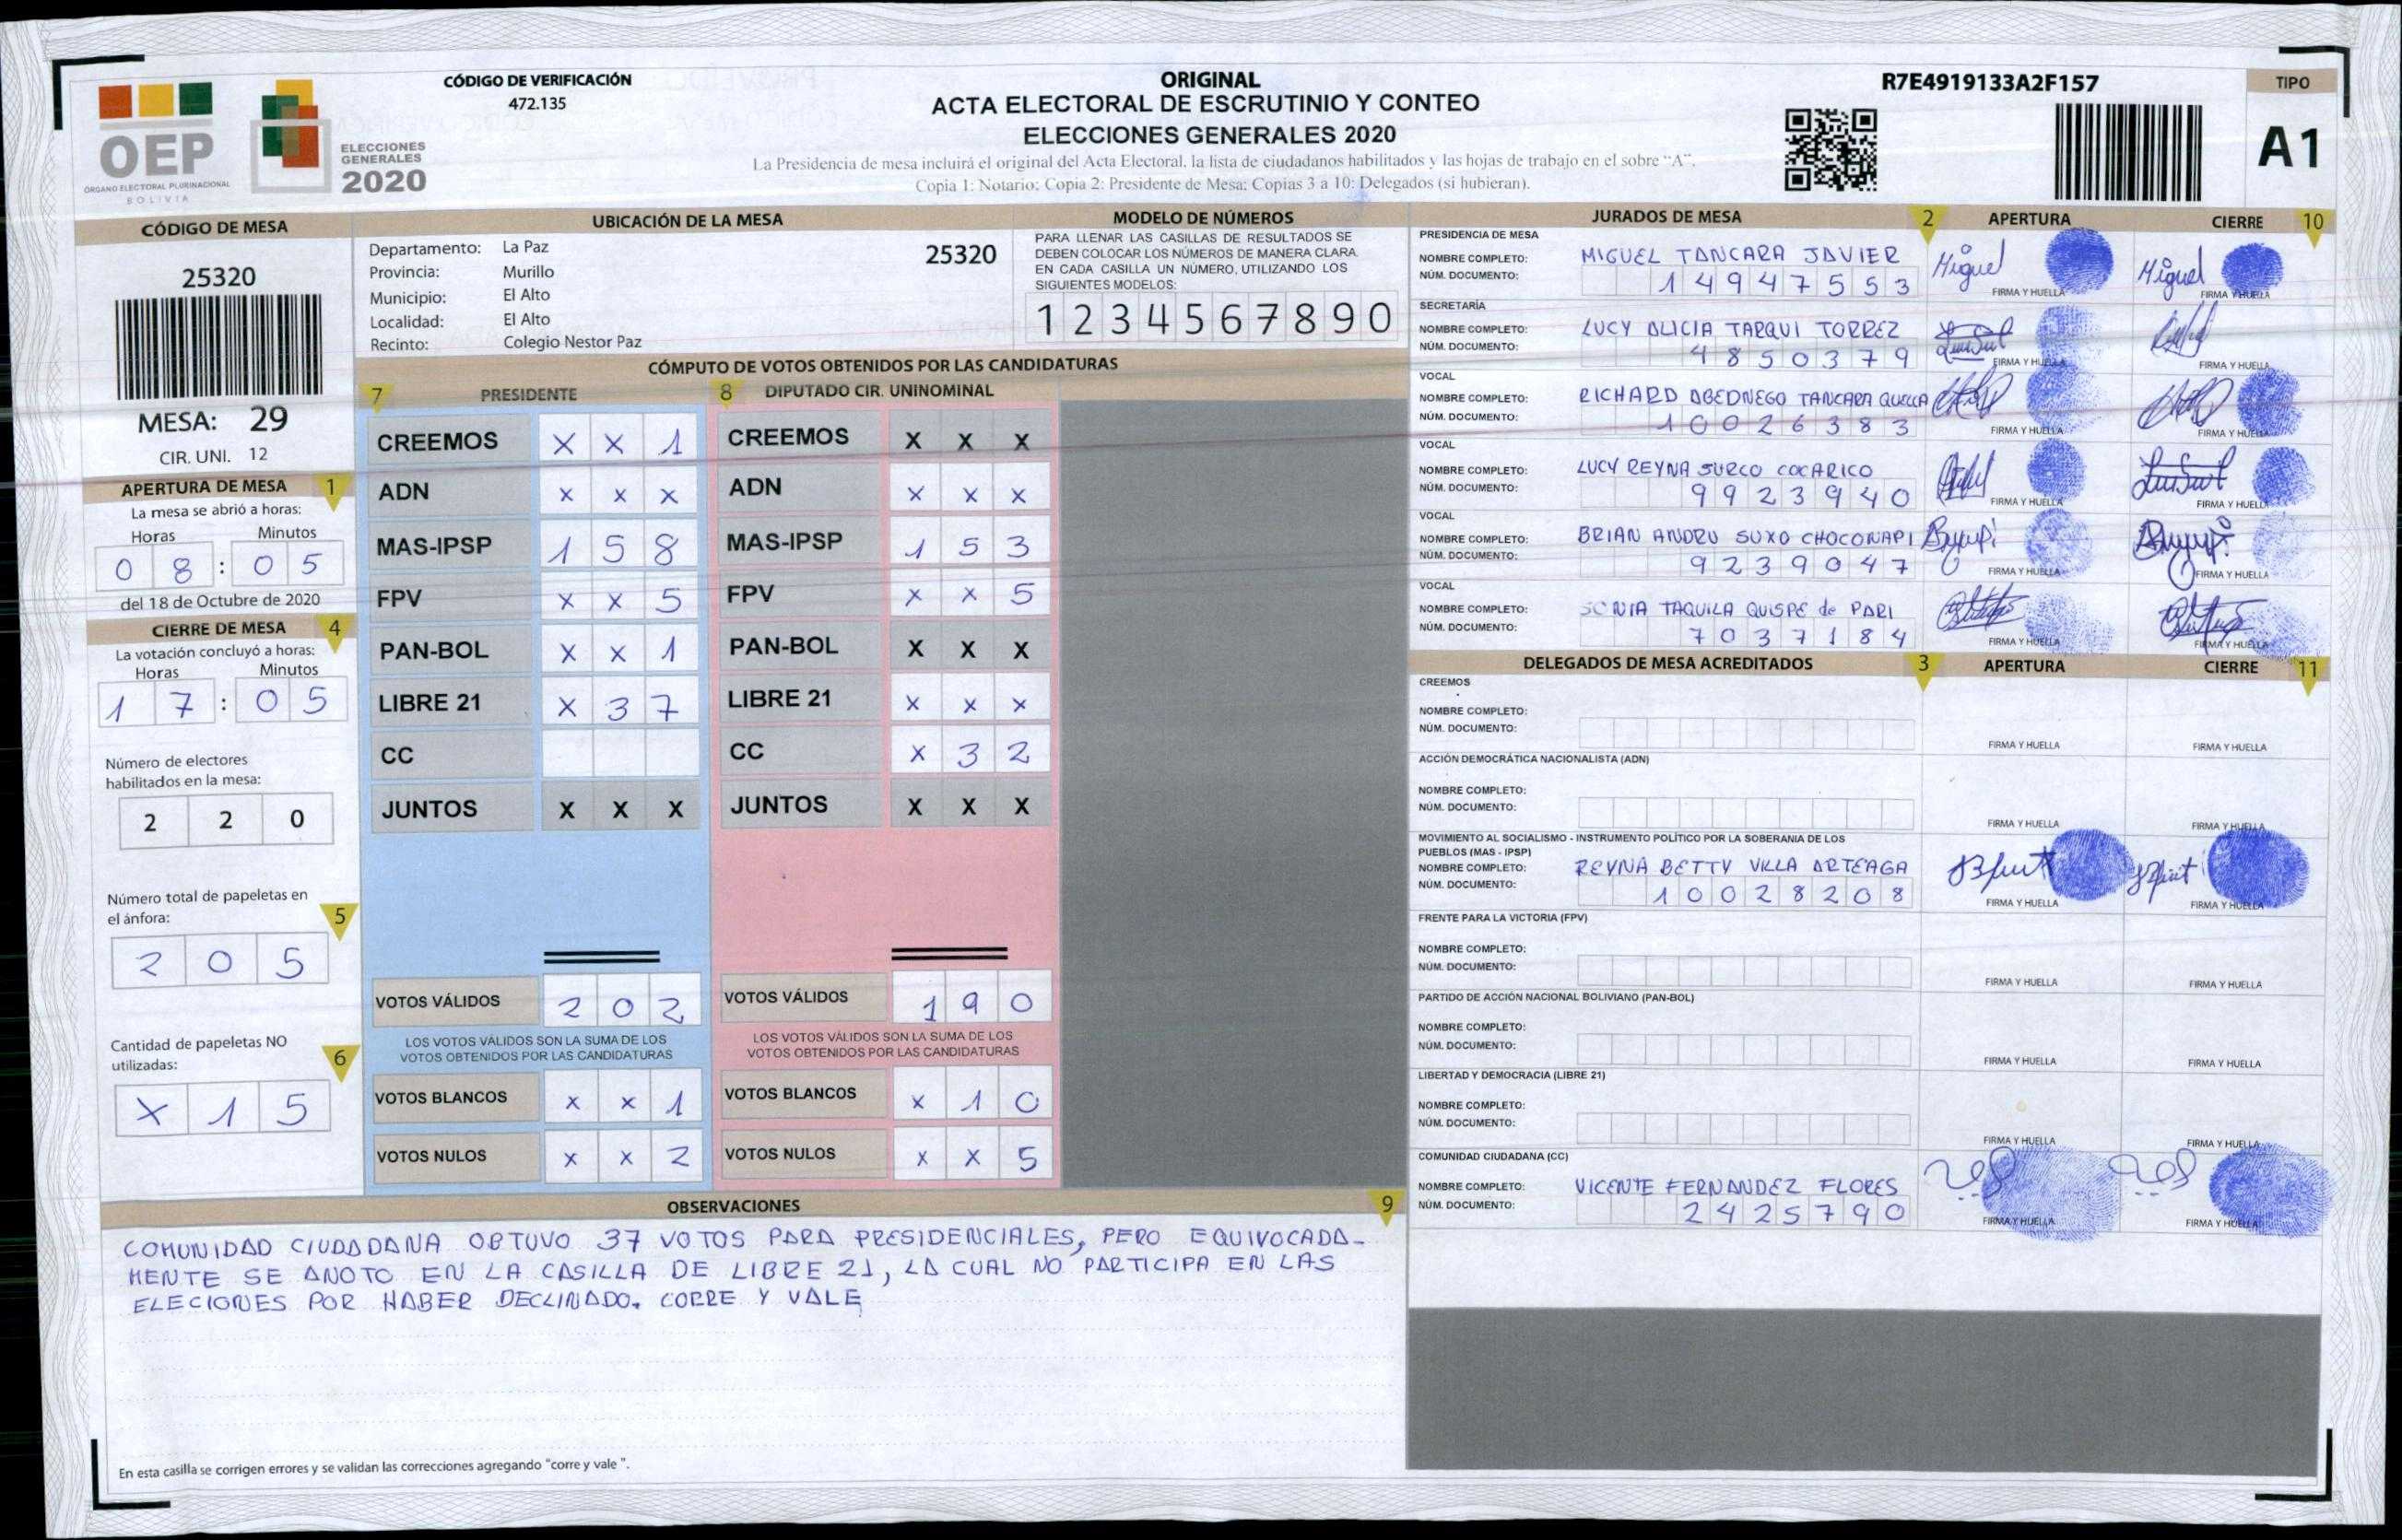 CÓDIGO DE VERIFICACIÓN
472.135
ORIGINAL
ACTA ELECTORAL DE ESCRUTINIO Y CONTEO
ELECCIONES GENERALES 2020
La Presidencia de mesa incluirá el original del Acta Electoral, la lista de ciudadanos habilitados y las hojas de trabajo en el sobre "A".
Copia 1: Notario; Copia 2: Presidente de Mesa; Copias 3 a 10: Delegados (si hubieran).
R7E4919133A2F157
TIPO
A1
OEP
ÓRGANO ELECTORAL PLURINACIONAL
BOLIVIA
ELECCIONES
GENERALES
2020
CÓDIGO DE MESA
25320
MESA: 29
CIR. UNI. 12
APERTURA DE MESA 1
La mesa se abrió a horas:
Horas Minutos
0 8 : 0 5
del 18 de Octubre de 2020
CIERRE DE MESA 4
La votación concluyó a horas:
Horas Minutos
1 7 : 0 5
Número de electores
habilitados en la mesa:
2 2 0
Número total de papeletas en
el ánfora: 5
2 0 5
Cantidad de papeletas NO
utilizadas: 6
X 1 5
UBICACIÓN DE LA MESA
Departamento: La Paz 25320
Provincia: Murillo
Municipio: El Alto
Localidad: El Alto
Recinto: Colegio Nestor Paz
MODELO DE NÚMEROS
PARA LLENAR LAS CASILLAS DE RESULTADOS SE
DEBEN COLOCAR LOS NÚMEROS DE MANERA CLARA.
EN CADA CASILLA UN NÚMERO, UTILIZANDO LOS
SIGUIENTES MODELOS:
1 2 3 4 5 6 7 8 9 0
CÓMPUTO DE VOTOS OBTENIDOS POR LAS CANDIDATURAS
7 PRESIDENTE
CREEMOS X X 1
ADN X X X
MAS-IPSP 1 5 8
FPV X X 5
PAN-BOL X X 1
LIBRE 21 X 3 7
CC
JUNTOS X X X
VOTOS VÁLIDOS 2 0 2
LOS VOTOS VÁLIDOS SON LA SUMA DE LOS
VOTOS OBTENIDOS POR LAS CANDIDATURAS
VOTOS BLANCOS X X 1
VOTOS NULOS X X 2
8 DIPUTADO CIR. UNINOMINAL
CREEMOS X X X
ADN X X X
MAS-IPSP 1 5 3
FPV X X 5
PAN-BOL X X X
LIBRE 21 X X X
CC X 3 2
JUNTOS X X X
VOTOS VÁLIDOS 1 9 0
LOS VOTOS VÁLIDOS SON LA SUMA DE LOS
VOTOS OBTENIDOS POR LAS CANDIDATURAS
VOTOS BLANCOS X 1 0
VOTOS NULOS X X 5
OBSERVACIONES 9
COMUNIDAD CIUDADANA OBTUVO 37 VOTOS PARA PRESIDENCIALES, PERO EQUIVOCADA-
MENTE SE ANOTO EN LA CASILLA DE LIBRE 21, LA CUAL NO PARTICIPA EN LAS
ELECIONES POR HABER DECLINADO. CORRE Y VALE
En esta casilla se corrigen errores y se validan las correcciones agregando "corre y vale ".
JURADOS DE MESA 2 APERTURA CIERRE 10
PRESIDENCIA DE MESA
NOMBRE COMPLETO: MIGUEL TANCARA JAVIER Miguel Miguel
NÚM. DOCUMENTO: 1 4 9 4 7 5 5 3
FIRMA Y HUELLA FIRMA Y HUELLA
SECRETARÍA
NOMBRE COMPLETO: LUCY ALICIA TARQUI TORREZ
NÚM. DOCUMENTO: 4 8 5 0 3 7 9
FIRMA Y HUELLA FIRMA Y HUELLA
VOCAL
NOMBRE COMPLETO: RICHARD ABEDNEGO TANCARA QUELLA
NÚM. DOCUMENTO: 1 0 0 2 6 3 8 3
FIRMA Y HUELLA FIRMA Y HUELLA
VOCAL
NOMBRE COMPLETO: LUCY REYNA SURCO COCARICO
NÚM. DOCUMENTO: 9 9 2 3 9 4 0
FIRMA Y HUELLA FIRMA Y HUELLA
VOCAL
NOMBRE COMPLETO: BRIAN ANDRU SUXO CHOCONAPI
NÚM. DOCUMENTO: 9 2 3 9 0 4 7
FIRMA Y HUELLA FIRMA Y HUELLA
VOCAL
NOMBRE COMPLETO: SONIA TAQUILA QUISPE de PARI
NÚM. DOCUMENTO: 7 0 3 7 1 8 4
FIRMA Y HUELLA FIRMA Y HUELLA
DELEGADOS DE MESA ACREDITADOS 3 APERTURA CIERRE 11
CREEMOS
NOMBRE COMPLETO:
NÚM. DOCUMENTO:
FIRMA Y HUELLA FIRMA Y HUELLA
ACCIÓN DEMOCRÁTICA NACIONALISTA (ADN)
NOMBRE COMPLETO:
NÚM. DOCUMENTO:
FIRMA Y HUELLA FIRMA Y HUELLA
MOVIMIENTO AL SOCIALISMO - INSTRUMENTO POLÍTICO POR LA SOBERANIA DE LOS
PUEBLOS (MAS - IPSP)
NOMBRE COMPLETO: REYNA BETTY VILLA ARTEAGA
NÚM. DOCUMENTO: 1 0 0 2 8 2 0 8
FIRMA Y HUELLA FIRMA Y HUELLA
FRENTE PARA LA VICTORIA (FPV)
NOMBRE COMPLETO:
NÚM. DOCUMENTO:
FIRMA Y HUELLA FIRMA Y HUELLA
PARTIDO DE ACCIÓN NACIONAL BOLIVIANO (PAN-BOL)
NOMBRE COMPLETO:
NÚM. DOCUMENTO:
FIRMA Y HUELLA FIRMA Y HUELLA
LIBERTAD Y DEMOCRACIA (LIBRE 21)
NOMBRE COMPLETO:
NÚM. DOCUMENTO:
FIRMA Y HUELLA FIRMA Y HUELLA
COMUNIDAD CIUDADANA (CC)
NOMBRE COMPLETO: VICENTE FERNANDEZ FLORES
NÚM. DOCUMENTO: 2 4 2 5 7 9 0
FIRMA Y HUELLA FIRMA Y HUELLA